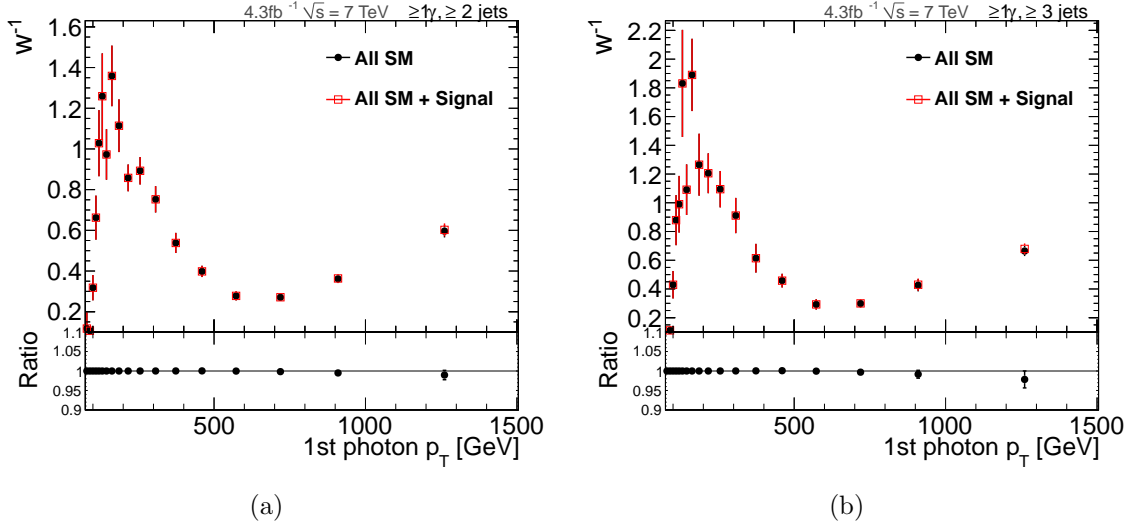 4.3fb⁻¹ √s = 7 TeV ≥1γ, ≥ 2 jets
W⁻¹
1.6
1.4
1.2
1
0.8
0.6
0.4
0.2
All SM
All SM + Signal
Ratio
1.1
1.05
1
0.95
0.9
500 1000 1500
1st photon p_T [GeV]
(a)
4.3fb⁻¹ √s = 7 TeV ≥1γ, ≥ 3 jets
W⁻¹
2.2
2
1.8
1.6
1.4
1.2
1
0.8
0.6
0.4
0.2
All SM
All SM + Signal
Ratio
1.1
1.05
1
0.95
0.9
500 1000 1500
1st photon p_T [GeV]
(b)